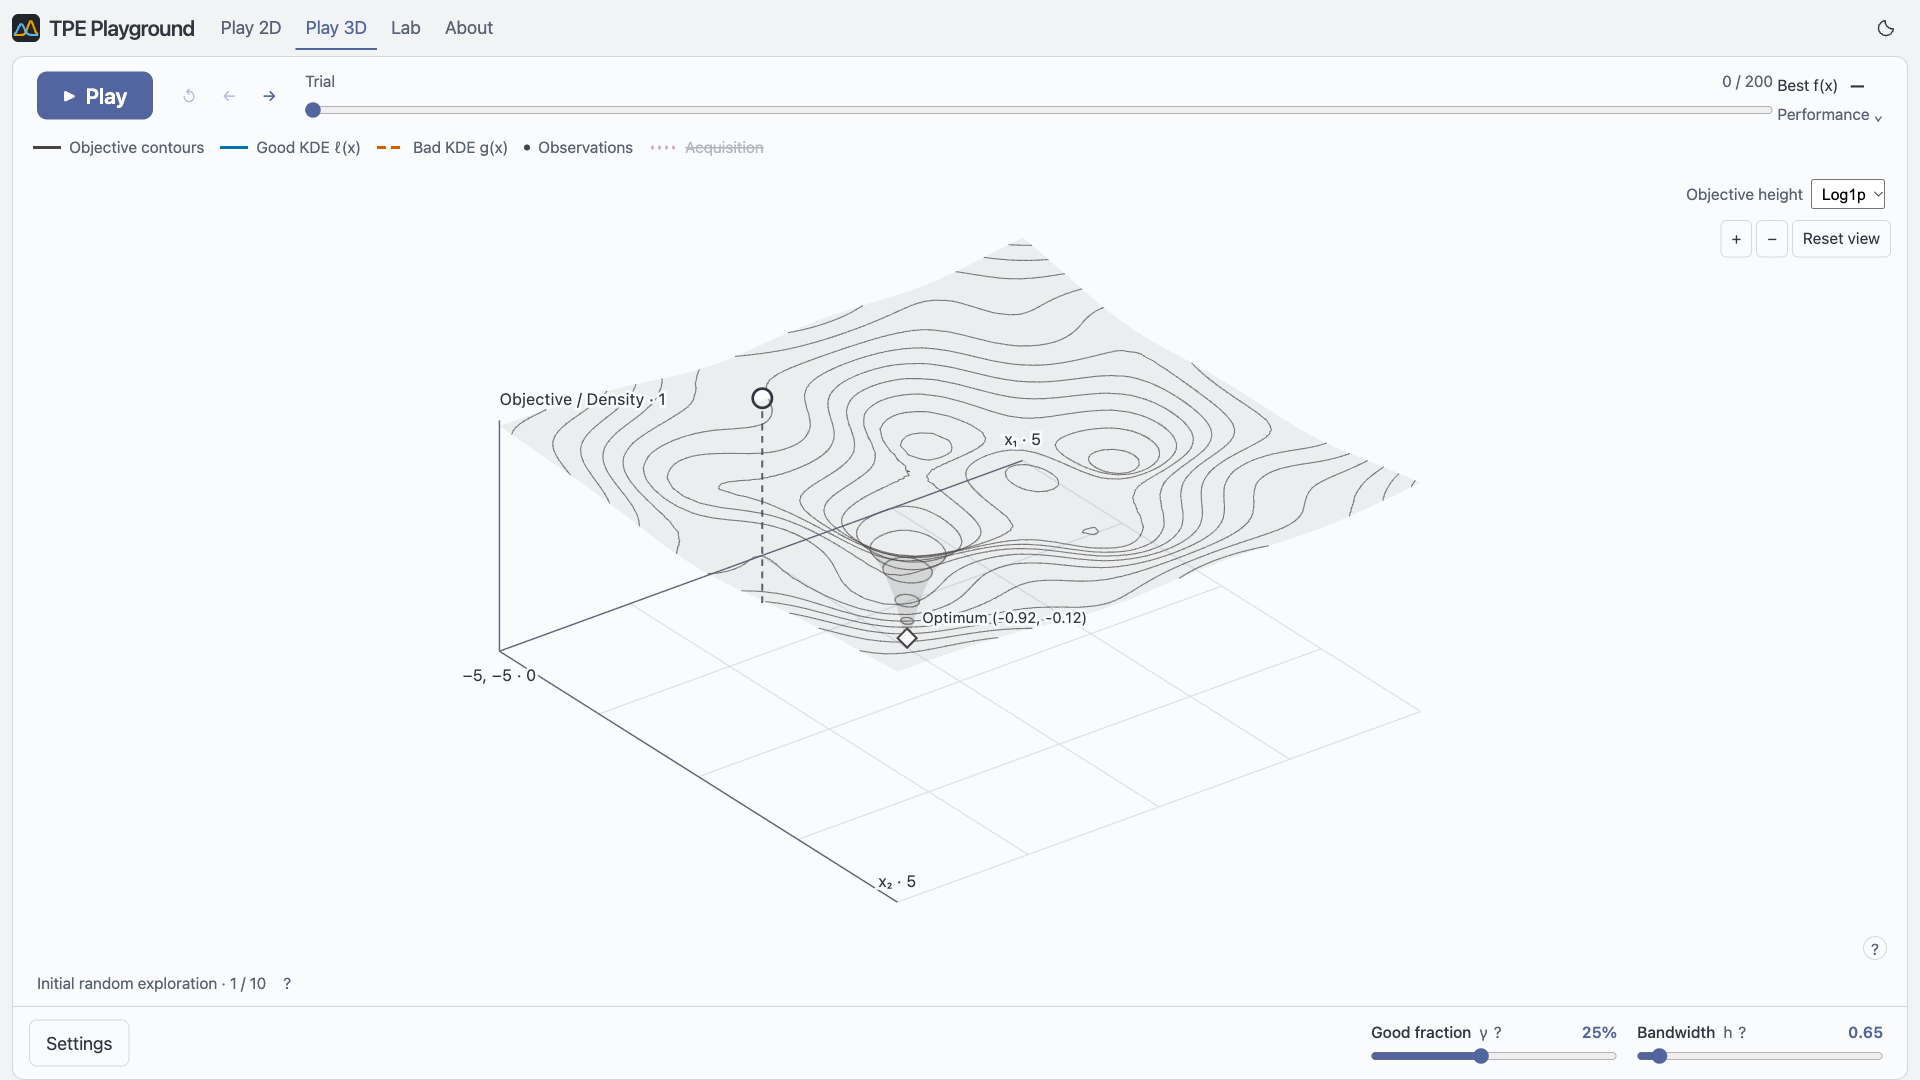 TPE Playground Play 2D Play 3D Lab About
Play
Trial
0 / 200 Best f(x) —
Performance
Objective contours Good KDE ℓ(x) Bad KDE g(x) Observations Acquisition
Objective height Log1p
+ − Reset view
Objective / Density · 1
x₁ · 5
Optimum (-0.92, -0.12)
−5, −5 · 0
x₂ · 5
?
Initial random exploration · 1 / 10 ?
Settings
Good fraction γ ? 25% Bandwidth h ? 0.65